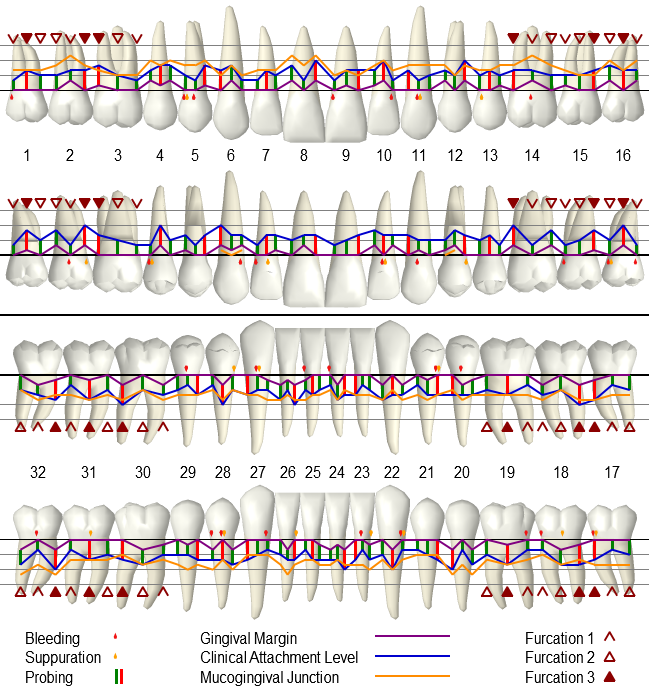 1 2 3 4 5 6 7 8 9 10 11 12 13 14 15 16
32 31 30 29 28 27 26 25 24 23 22 21 20 19 18 17
Bleeding Gingival Margin Furcation 1
Suppuration Clinical Attachment Level Furcation 2
Probing Mucogingival Junction Furcation 3